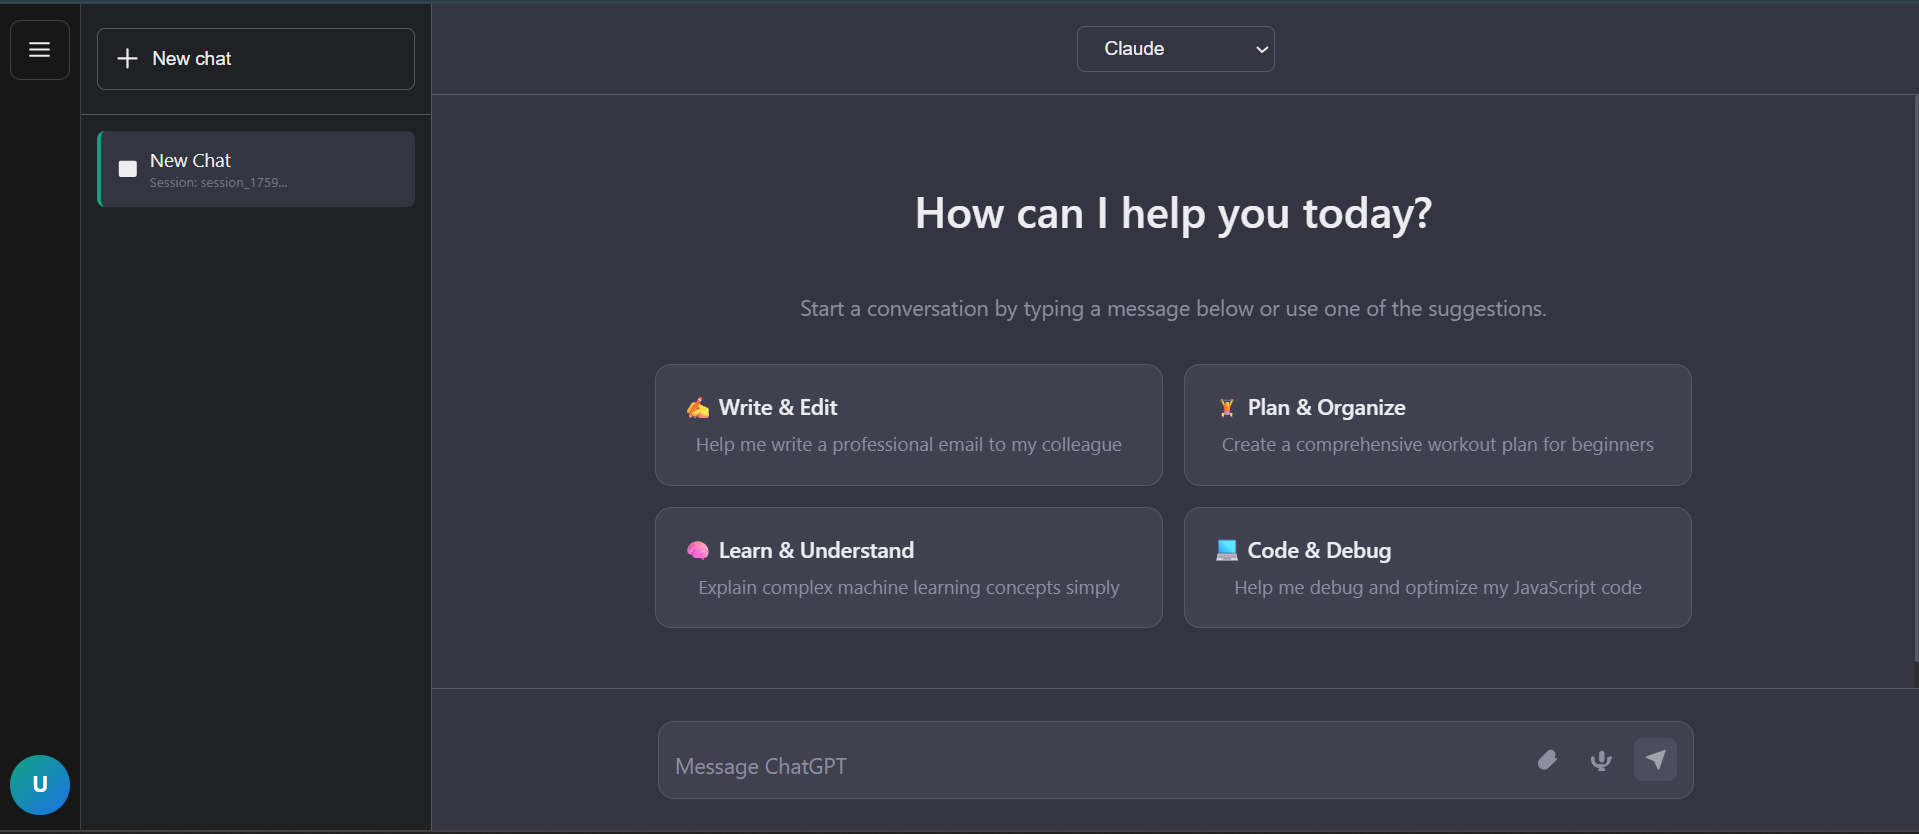 New chat
New Chat
Session: session_1759...
U
Claude
How can I help you today?
Start a conversation by typing a message below or use one of the suggestions.
✍️ Write & Edit
Help me write a professional email to my colleague
🏋️ Plan & Organize
Create a comprehensive workout plan for beginners
🧠 Learn & Understand
Explain complex machine learning concepts simply
💻 Code & Debug
Help me debug and optimize my JavaScript code
Message ChatGPT